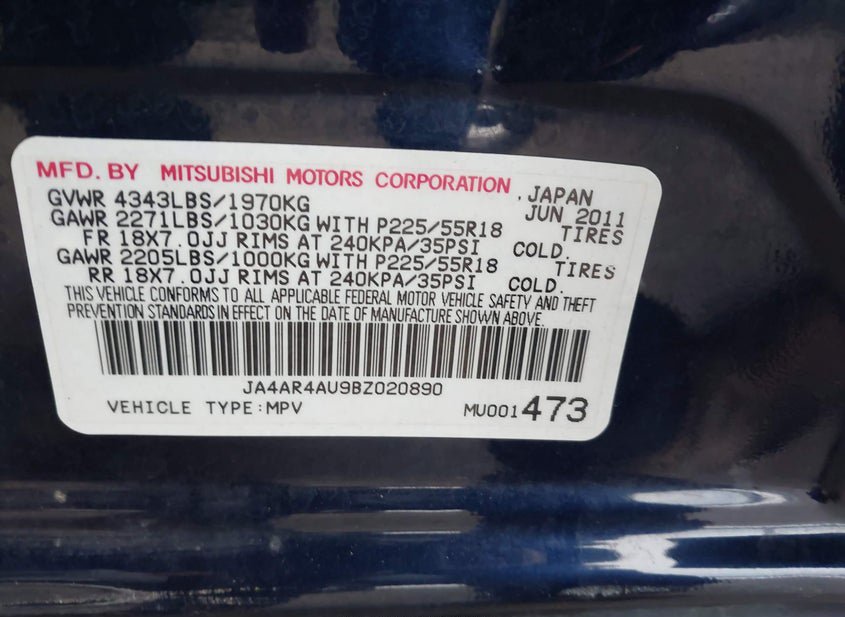 MFD. BY MITSUBISHI MOTORS CORPORATION .JAPAN
GVWR 4343LBS/1970KG JUN 2011
GAWR 2271LBS/1030KG WITH P225/55R18 TIRES
FR 18X7.0JJ RIMS AT 240KPA/35PSI COLD.
GAWR 2205LBS/1000KG WITH P225/55R18 TIRES
RR 18X7.0JJ RIMS AT 240KPA/35PSI COLD.
THIS VEHICLE CONFORMS TO ALL APPLICABLE FEDERAL MOTOR VEHICLE SAFETY AND THEFT
PREVENTION STANDARDS IN EFFECT ON THE DATE OF MANUFACTURE SHOWN ABOVE.
JA4AR4AU9BZ020890
VEHICLE TYPE:MPV MU001473